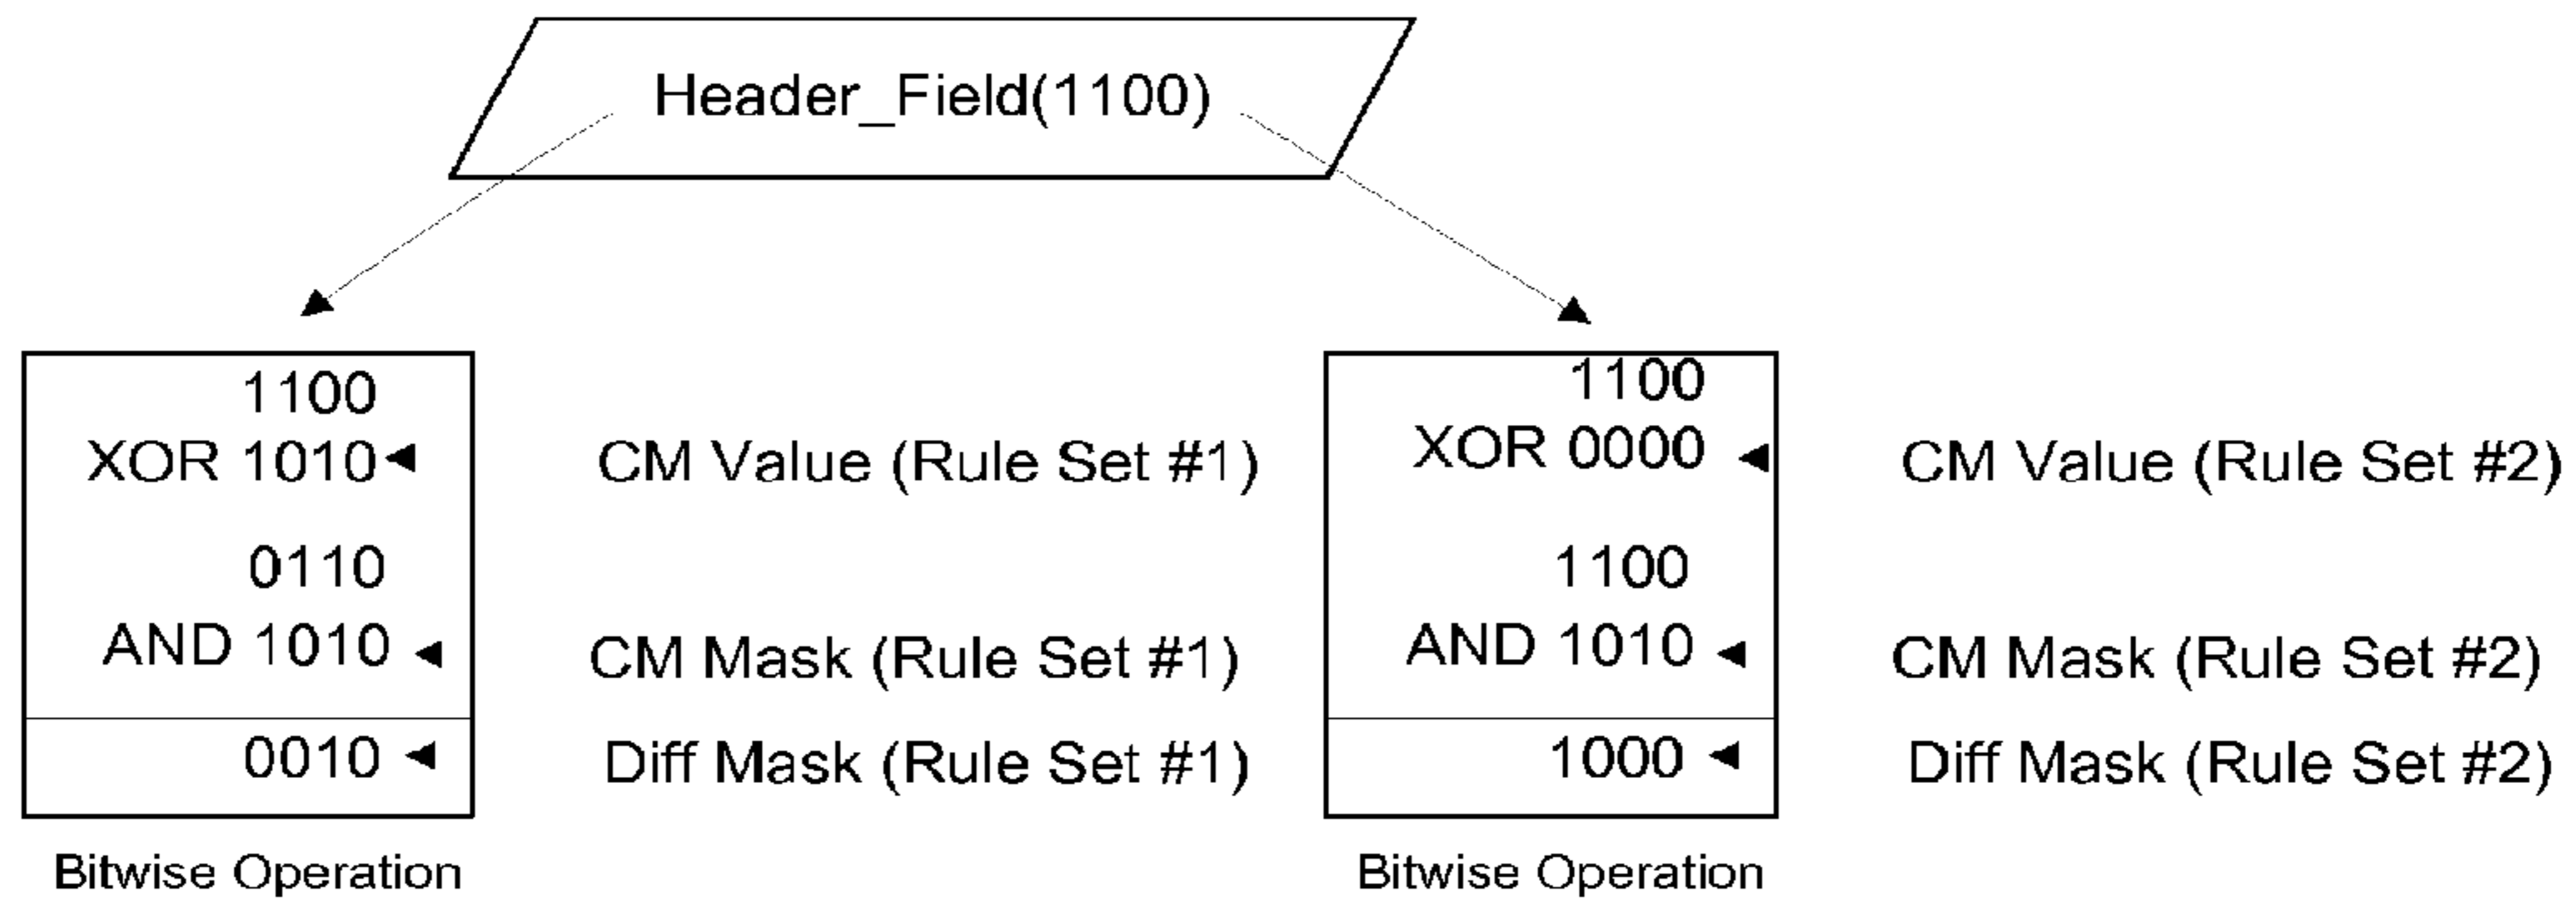 Header_Field(1100)
1100
XOR 1010
0110
AND 1010
0010
Bitwise Operation
CM Value (Rule Set #1)
CM Mask (Rule Set #1)
Diff Mask (Rule Set #1)
1100
XOR 0000
1100
AND 1010
1000
Bitwise Operation
CM Value (Rule Set #2)
CM Mask (Rule Set #2)
Diff Mask (Rule Set #2)